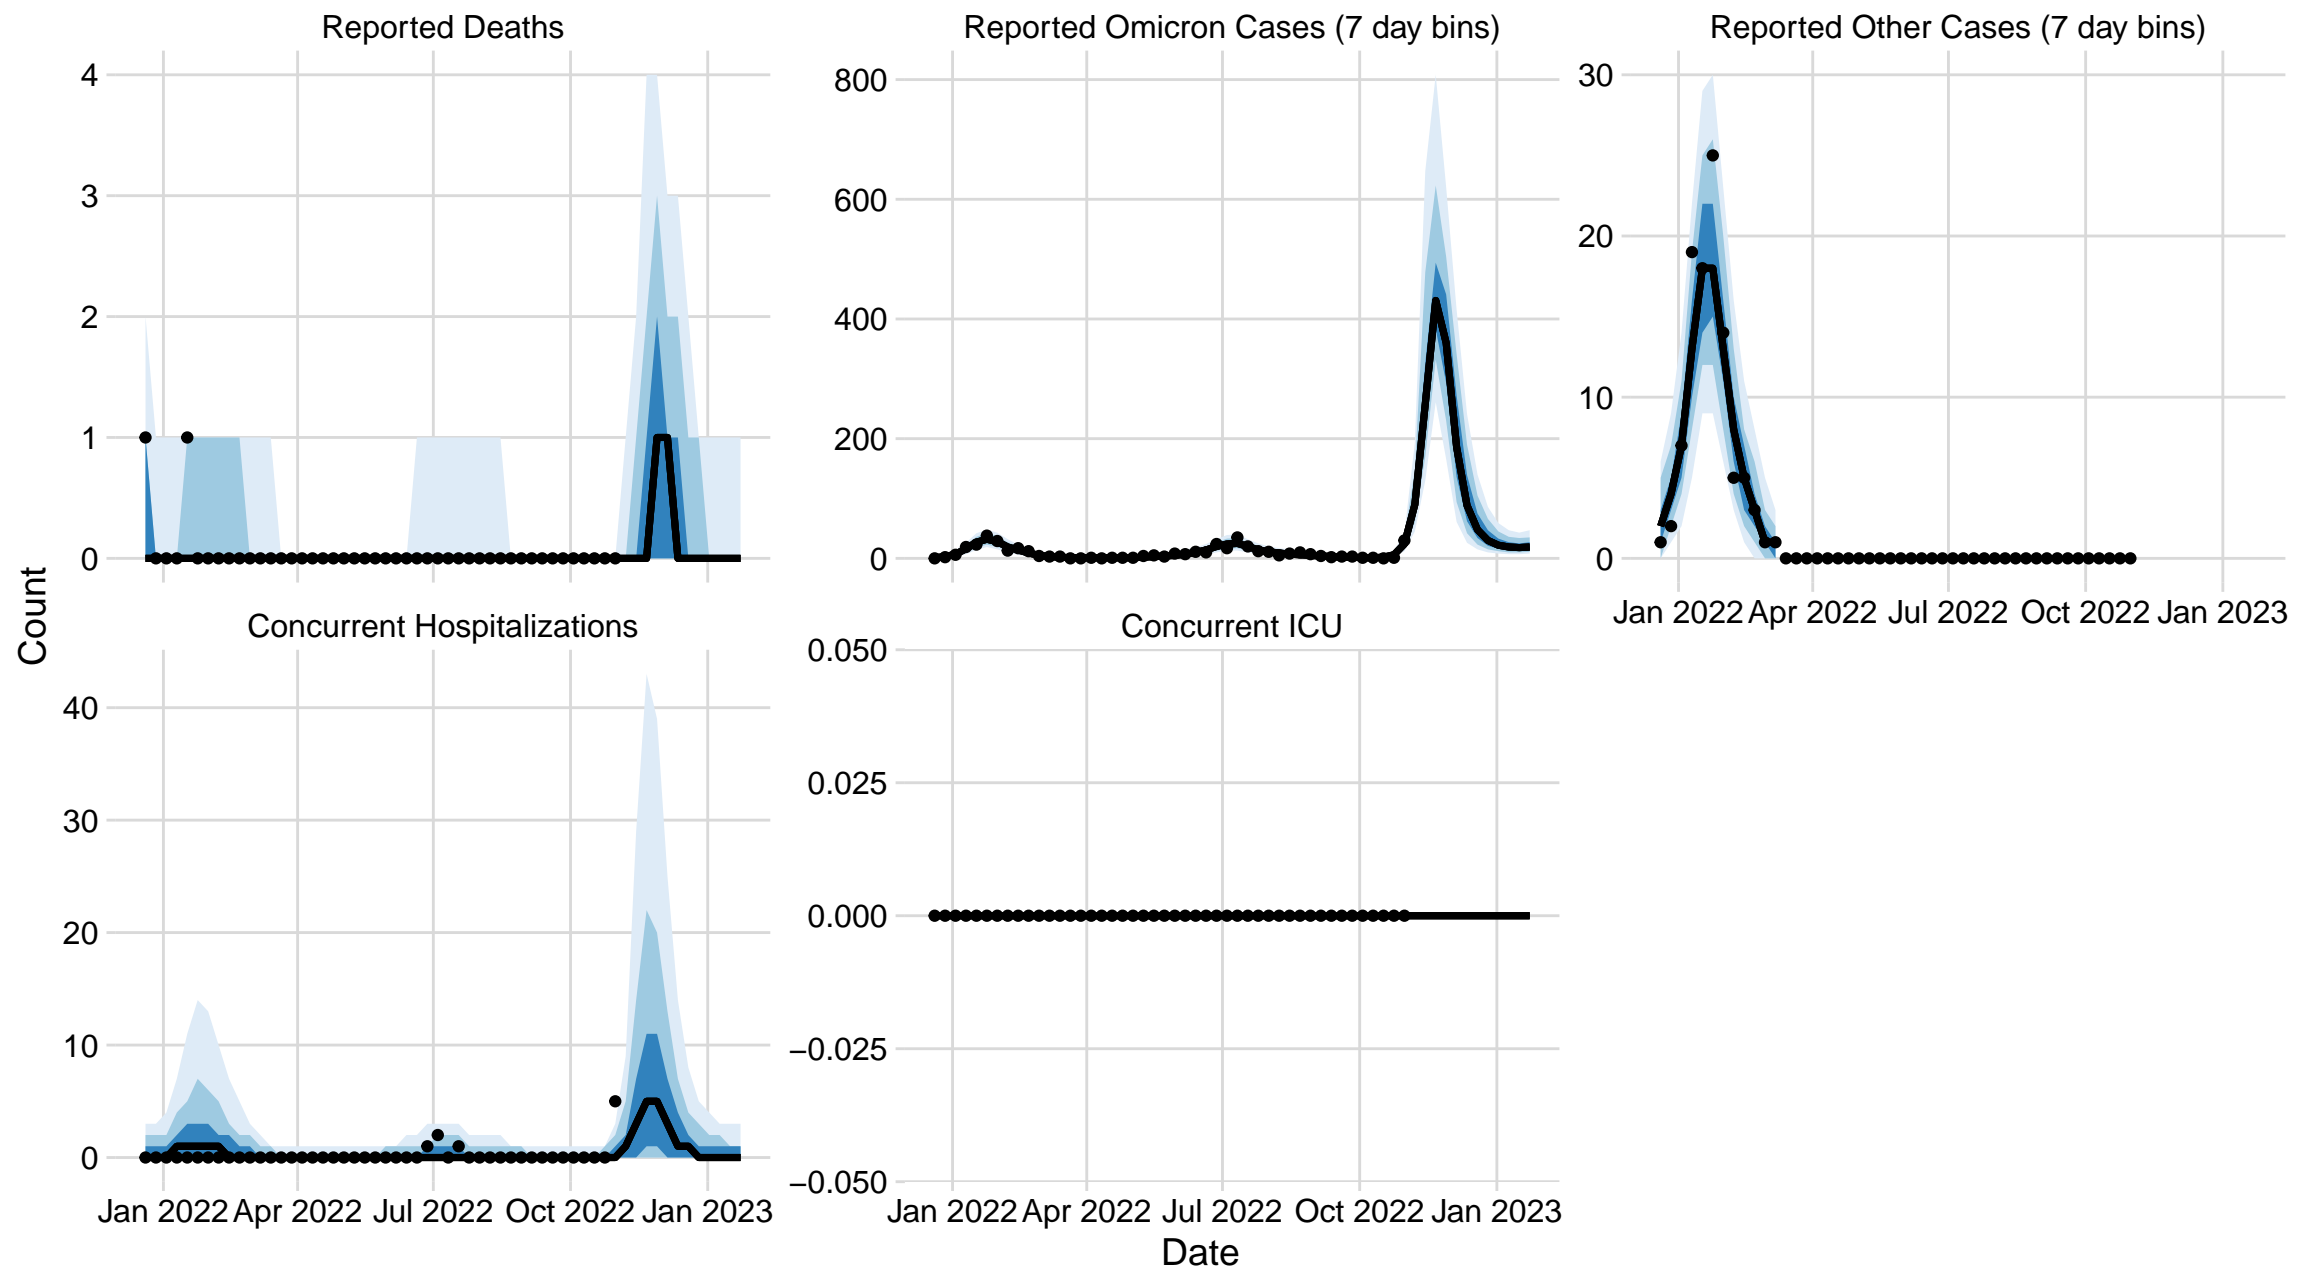 Reported Deaths
Reported Omicron Cases (7 day bins)
Reported Other Cases (7 day bins)
4
3
2
1
0
800
600
400
200
0
30
20
10
0
Jan 2022 Apr 2022 Jul 2022 Oct 2022 Jan 2023
Count
Concurrent Hospitalizations
Concurrent ICU
40
30
20
10
0
0.050
0.025
0.000
−0.025
−0.050
Jan 2022 Apr 2022 Jul 2022 Oct 2022 Jan 2023
Jan 2022 Apr 2022 Jul 2022 Oct 2022 Jan 2023
Date